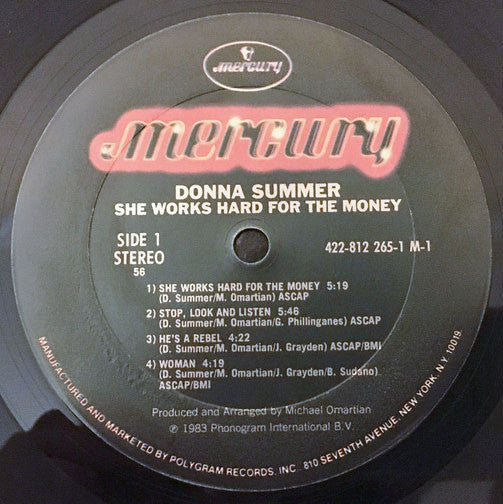 mercury
mercury
DONNA SUMMER
SHE WORKS HARD FOR THE MONEY
SIDE 1
STEREO
56
422-812 265-1 M-1
1) SHE WORKS HARD FOR THE MONEY 5:19
(D. Summer/M. Omartian) ASCAP
2) STOP, LOOK AND LISTEN 5:46
(D. Summer/M. Omartian/G. Phillinganes) ASCAP
3) HE'S A REBEL 4:22
(D. Summer/M. Omartian/J. Grayden) ASCAP/BMI
4) WOMAN 4:19
(D. Summer/M. Omartian/J. Grayden/B. Sudano)
ASCAP/BMI
Produced and Arranged by Michael Omartian
℗ 1983 Phonogram International B.V.
MANUFACTURED AND MARKETED BY POLYGRAM RECORDS, INC. 810 SEVENTH AVENUE, NEW YORK, N.Y. 10019.